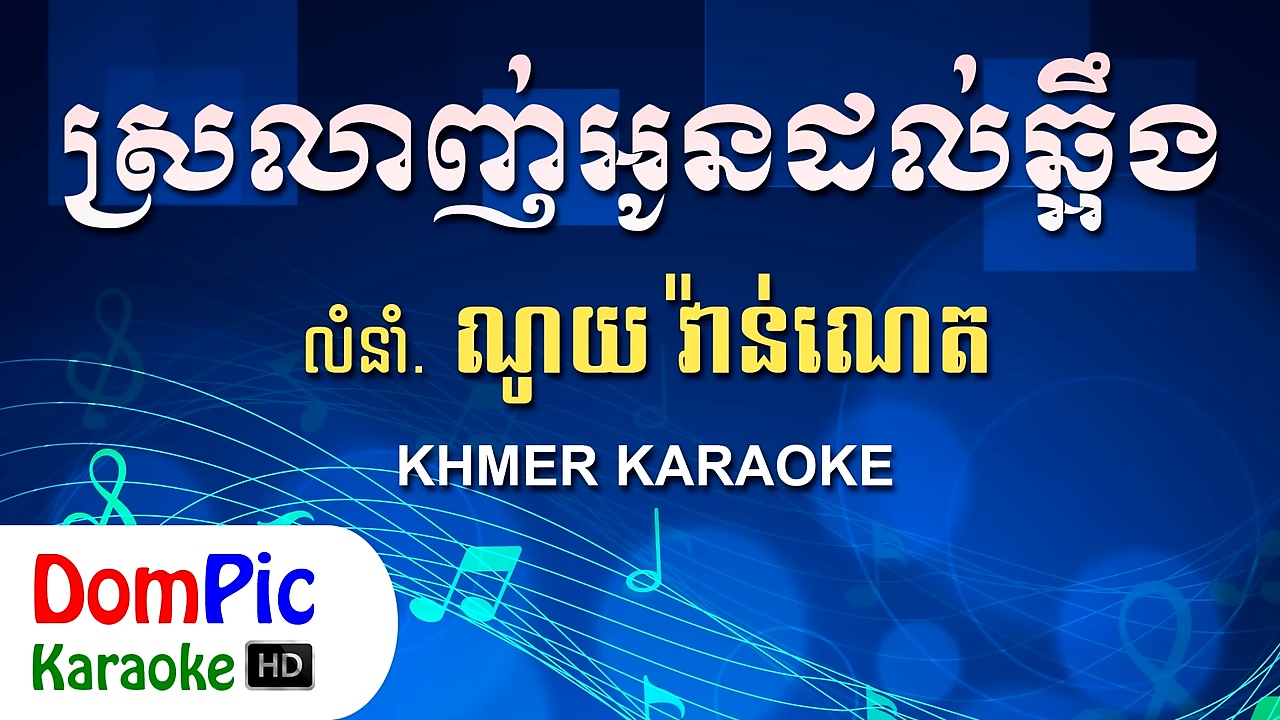 ស្រលាញ់អូនដល់ឆ្អឹង
លំនាំ. ណូយ វ៉ាន់ណេត
KHMER KARAOKE
DomPic
Karaoke HD